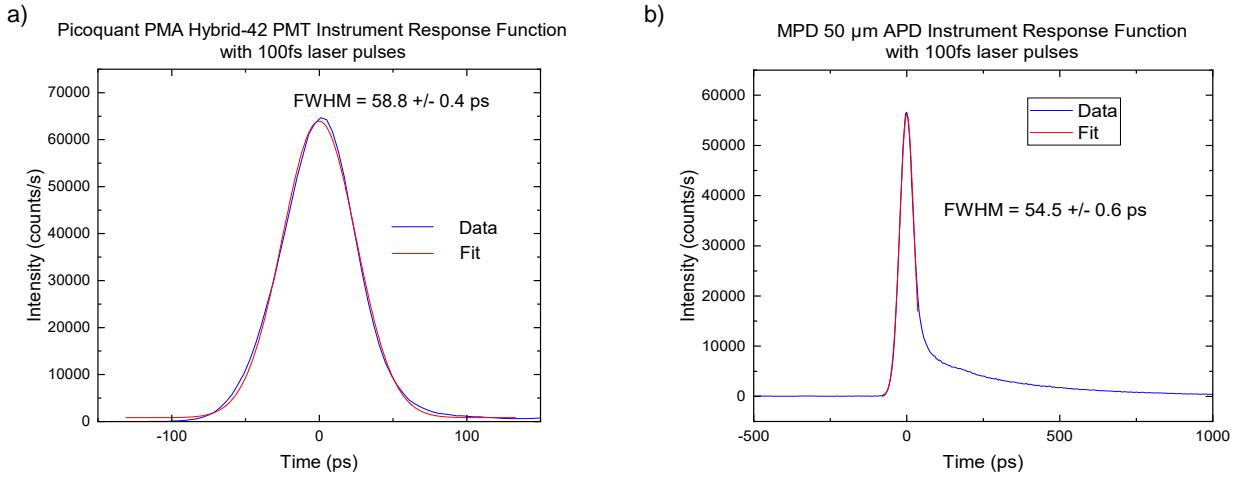 a)
Picoquant PMA Hybrid-42 PMT Instrument Response Function
with 100fs laser pulses
FWHM = 58.8 +/- 0.4 ps
Data
Fit
Intensity (counts/s)
70000
60000
50000
40000
30000
20000
10000
0
-100
0
100
Time (ps)
b)
MPD 50 µm APD Instrument Response Function
with 100fs laser pulses
Data
Fit
FWHM = 54.5 +/- 0.6 ps
Intensity (counts/s)
60000
50000
40000
30000
20000
10000
0
-500
0
500
1000
Time (ps)